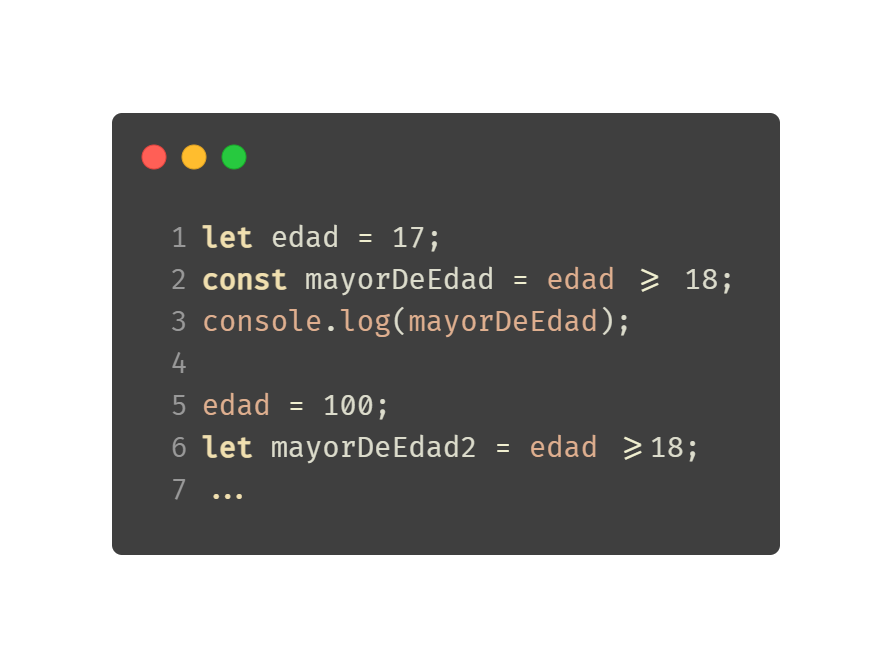 1 let edad = 17;
2 const mayorDeEdad = edad >= 18;
3 console.log(mayorDeEdad);
4
5 edad = 100;
6 let mayorDeEdad2 = edad >=18;
7 ...